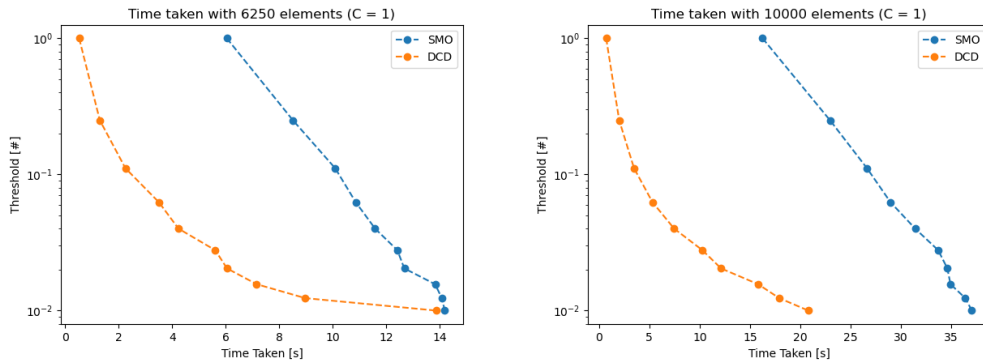 Time taken with 6250 elements (C = 1)
10⁰
10⁻¹
10⁻²
Threshold [#]
SMO
DCD
0 2 4 6 8 10 12 14
Time Taken [s]
Time taken with 10000 elements (C = 1)
10⁰
10⁻¹
10⁻²
Threshold [#]
SMO
DCD
0 5 10 15 20 25 30 35
Time Taken [s]